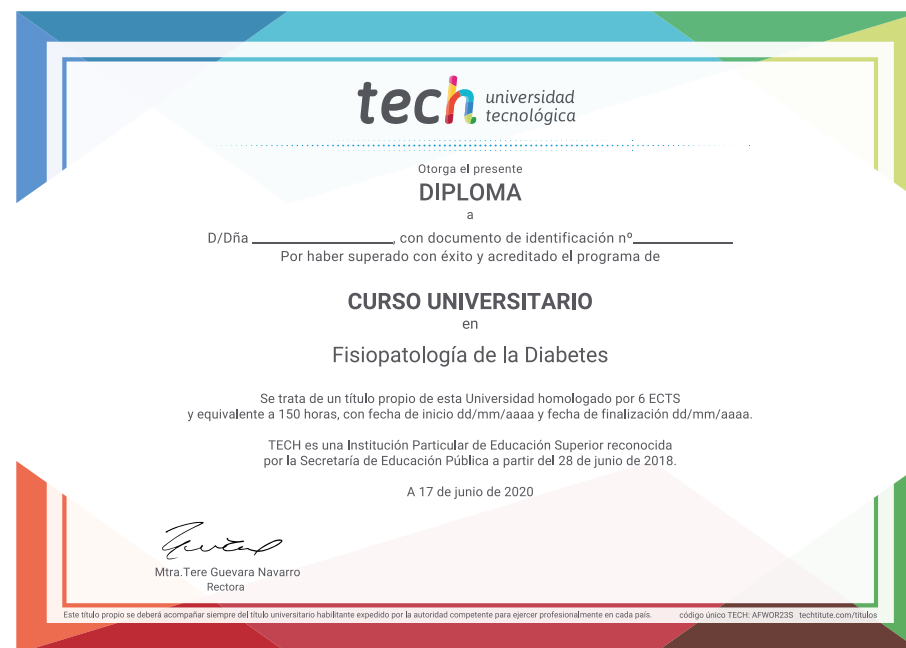 tech universidad
tecnológica
Otorga el presente
DIPLOMA
a
D/Dña ____________________, con documento de identificación nº______________
Por haber superado con éxito y acreditado el programa de
CURSO UNIVERSITARIO
en
Fisiopatología de la Diabetes
Se trata de un título propio de esta Universidad homologado por 6 ECTS
y equivalente a 150 horas, con fecha de inicio dd/mm/aaaa y fecha de finalización dd/mm/aaaa.
TECH es una Institución Particular de Educación Superior reconocida
por la Secretaría de Educación Pública a partir del 28 de junio de 2018.
A 17 de junio de 2020
Mtra.Tere Guevara Navarro
Rectora
Este título propio se deberá acompañar siempre del título universitario habilitante expedido por la autoridad competente para ejercer profesionalmente en cada país. código único TECH: AFWOR23S techtitute.com/titulos